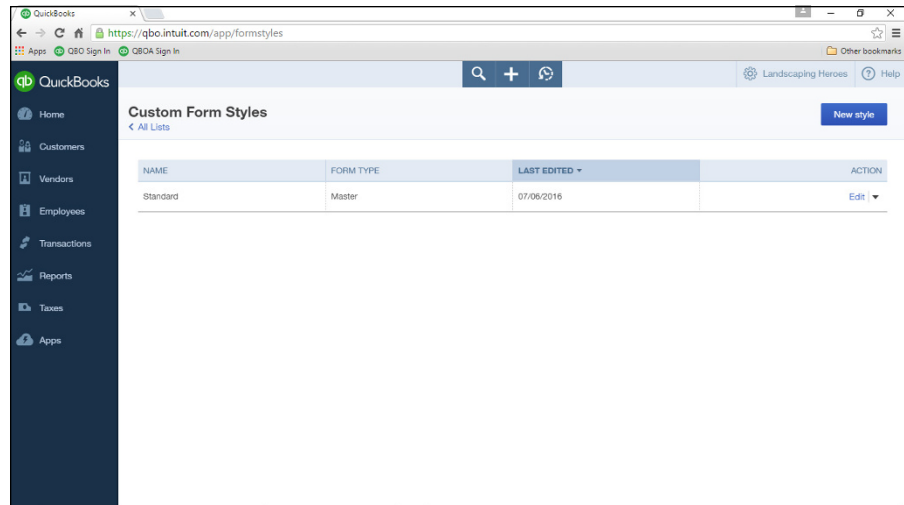 QuickBooks
https://qbo.intuit.com/app/formstyles
Apps QBO Sign In QBOA Sign In Other bookmarks
qb QuickBooks
Landscaping Heroes ? Help
Home
Customers
Vendors
Employees
Transactions
Reports
Taxes
Apps
Custom Form Styles
< All Lists
New style
NAME FORM TYPE LAST EDITED ACTION
Standard Master 07/06/2016 Edit